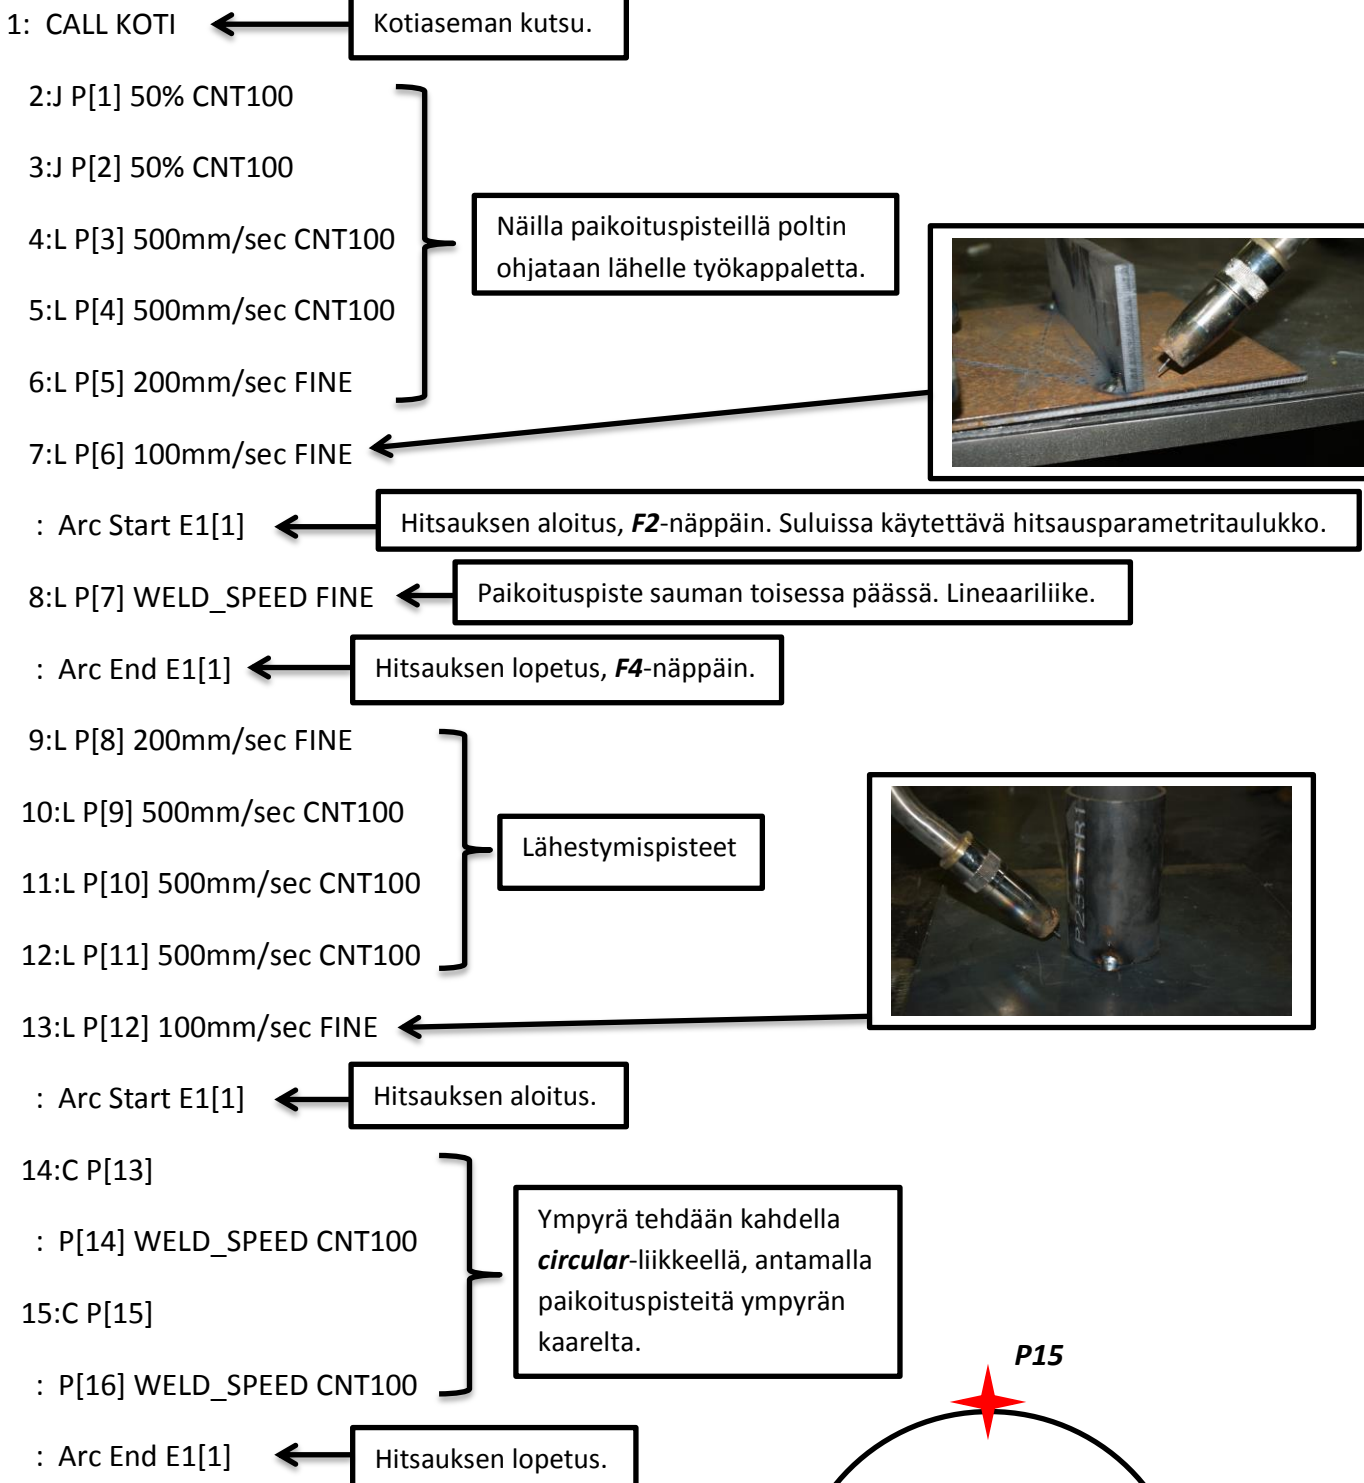 1: CALL KOTI
Kotiaseman kutsu.
2:J P[1] 50% CNT100
3:J P[2] 50% CNT100
4:L P[3] 500mm/sec CNT100
5:L P[4] 500mm/sec CNT100
6:L P[5] 200mm/sec FINE
Näilla paikoituspisteillä poltin
ohjataan lähelle työkappaletta.
7:L P[6] 100mm/sec FINE
: Arc Start E1[1]
Hitsauksen aloitus, F2-näppäin. Suluissa käytettävä hitsausparametritaulukko.
8:L P[7] WELD_SPEED FINE
Paikoituspiste sauman toisessa päässä. Lineaariliike.
: Arc End E1[1]
Hitsauksen lopetus, F4-näppäin.
9:L P[8] 200mm/sec FINE
10:L P[9] 500mm/sec CNT100
11:L P[10] 500mm/sec CNT100
12:L P[11] 500mm/sec CNT100
Lähestymispisteet
P235 TR1
13:L P[12] 100mm/sec FINE
: Arc Start E1[1]
Hitsauksen aloitus.
14:C P[13]
: P[14] WELD_SPEED CNT100
15:C P[15]
: P[16] WELD_SPEED CNT100
Ympyrä tehdään kahdella
circular-liikkeellä, antamalla
paikoituspisteitä ympyrän
kaarelta.
P15
: Arc End E1[1]
Hitsauksen lopetus.